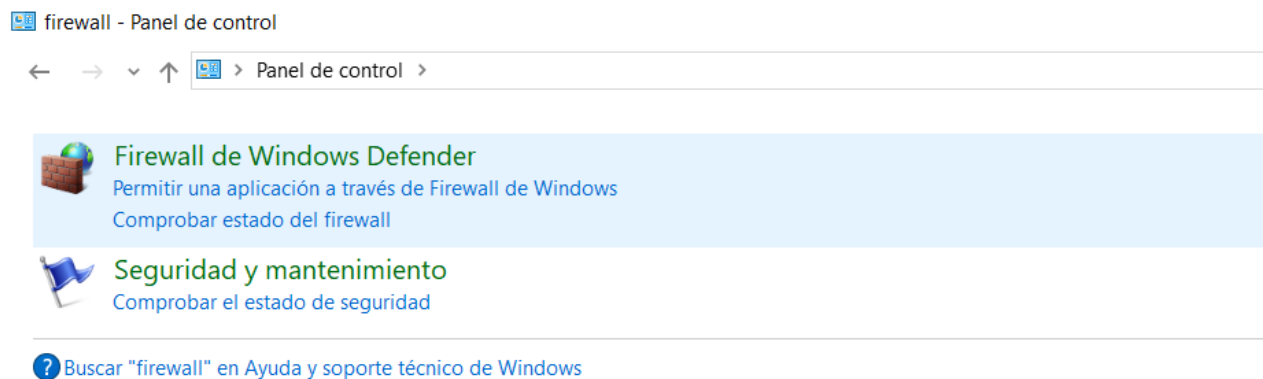 firewall - Panel de control
Panel de control
Firewall de Windows Defender
Permitir una aplicación a través de Firewall de Windows
Comprobar estado del firewall
Seguridad y mantenimiento
Comprobar el estado de seguridad
? Buscar "firewall" en Ayuda y soporte técnico de Windows